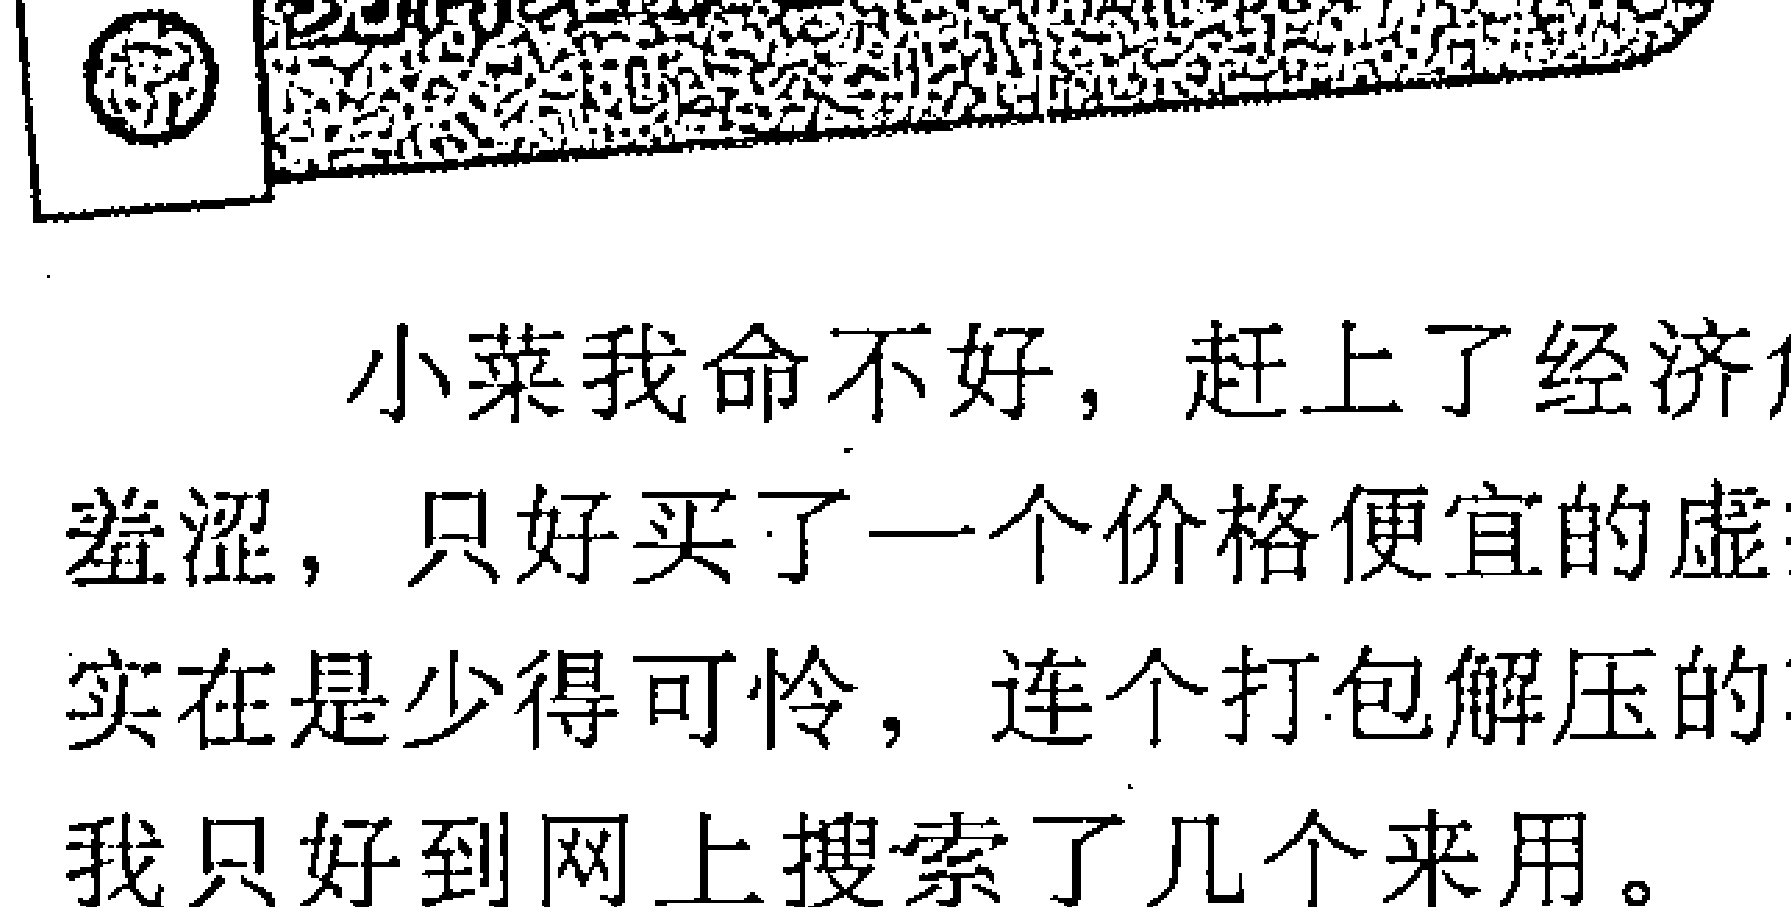 小菜我命不好，赶上了经济
羞涩，只好买了一个价格便宜的虚
实在是少得可怜，连个打包解压的
我只好到网上搜索了几个来用。